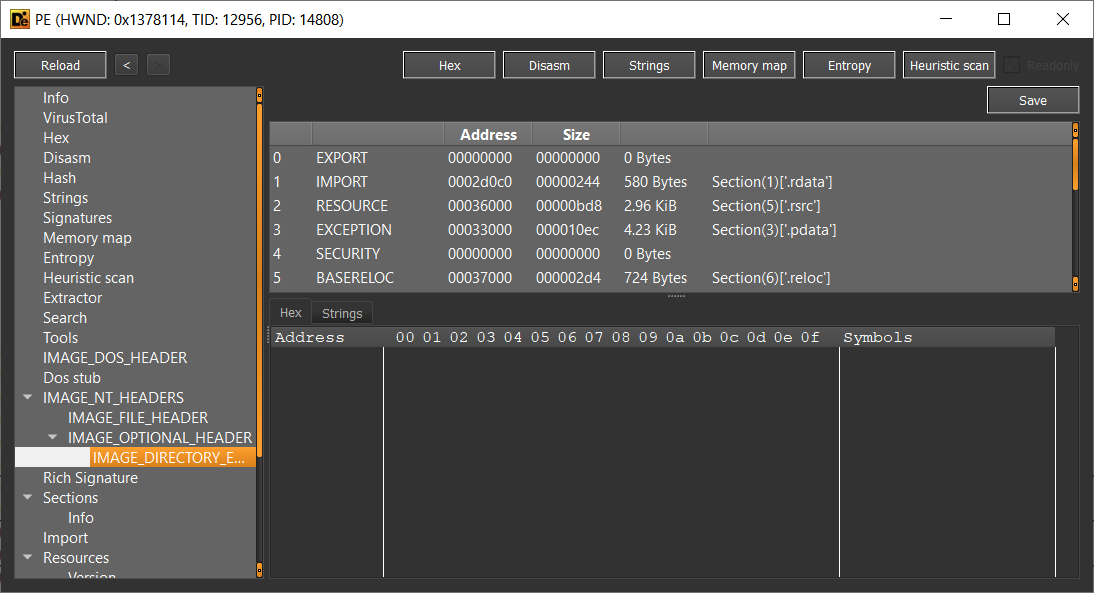 PE (HWND: 0x1378114, TID: 12956, PID: 14808)
Reload < > Hex Disasm Strings Memory map Entropy Heuristic scan Readonly
Save
Info
VirusTotal
Hex
Disasm
Hash
Strings
Signatures
Memory map
Entropy
Heuristic scan
Extractor
Search
Tools
IMAGE_DOS_HEADER
Dos stub
IMAGE_NT_HEADERS
IMAGE_FILE_HEADER
IMAGE_OPTIONAL_HEADER
IMAGE_DIRECTORY_E...
Rich Signature
Sections
Info
Import
Resources
Version
Address Size
0 EXPORT 00000000 00000000 0 Bytes
1 IMPORT 0002d0c0 00000244 580 Bytes Section(1)['.rdata']
2 RESOURCE 00036000 00000bd8 2.96 KiB Section(5)['.rsrc']
3 EXCEPTION 00033000 000010ec 4.23 KiB Section(3)['.pdata']
4 SECURITY 00000000 00000000 0 Bytes
5 BASERELOC 00037000 000002d4 724 Bytes Section(6)['.reloc']
Hex Strings
Address 00 01 02 03 04 05 06 07 08 09 0a 0b 0c 0d 0e 0f Symbols